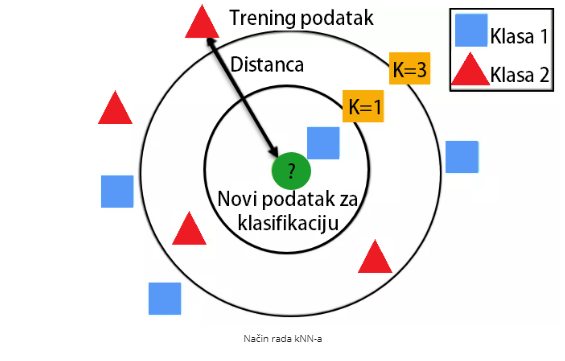 Trening podatak
Klasa 1
Klasa 2
Distanca
K=3
K=1
?
Novi podatak za
klasifikaciju
Način rada kNN-a